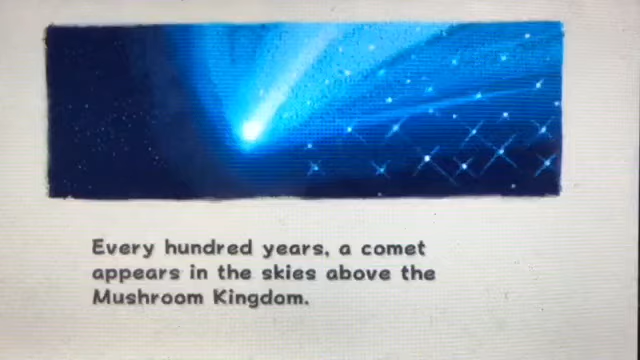 Every hundred years, a comet
appears in the skies above the
Mushroom Kingdom.